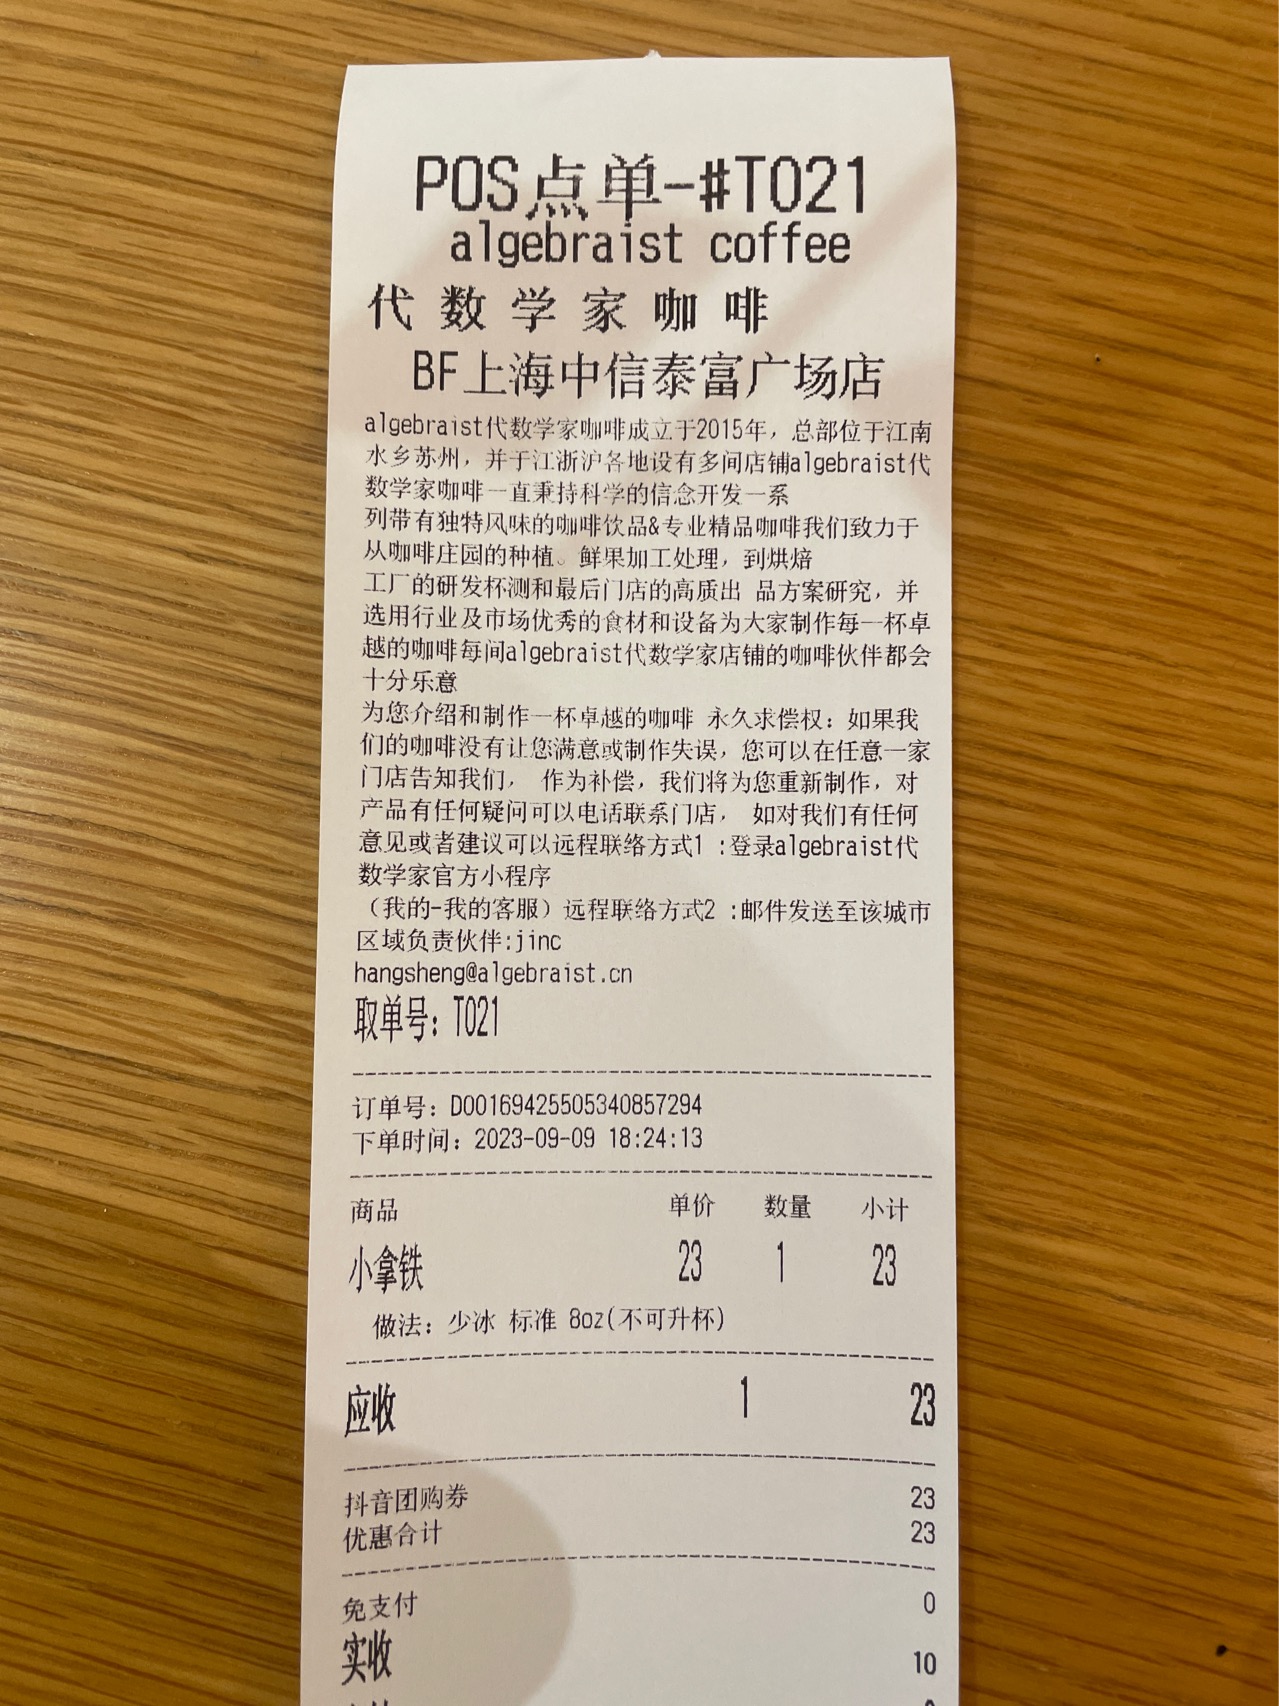 POS点单-#T021
algebraist coffee
代数学家咖啡
BF上海中信泰富广场店
algebraist代数学家咖啡成立于2015年，总部位于江南
水乡苏州，并于江浙沪各地设有多间店铺algebraist代
数学家咖啡一直秉持科学的信念开发一系
列带有独特风味的咖啡饮品&专业精品咖啡我们致力于
从咖啡庄园的种植。鲜果加工处理，到烘焙
工厂的研发杯测和最后门店的高质出 品方案研究，并
选用行业及市场优秀的食材和设备为大家制作每一杯卓
越的咖啡每间algebraist代数学家店铺的咖啡伙伴都会
十分乐意
为您介绍和制作一杯卓越的咖啡 永久求偿权：如果我
们的咖啡没有让您满意或制作失误，您可以在任意一家
门店告知我们， 作为补偿，我们将为您重新制作，对
产品有任何疑问可以电话联系门店， 如对我们有任何
意见或者建议可以远程联络方式1 :登录algebraist代
数学家官方小程序
（我的-我的客服）远程联络方式2 :邮件发送至该城市
区域负责伙伴:jinc
hangsheng@algebraist.cn
取单号：T021
订单号：D00169425505340857294
下单时间：2023-09-09 18:24:13
商品 单价 数量 小计
小拿铁 23 1 23
做法：少冰 标准 8oz(不可升杯)
应收 1 23
抖音团购券 23
优惠合计 23
免支付 0
实收 10